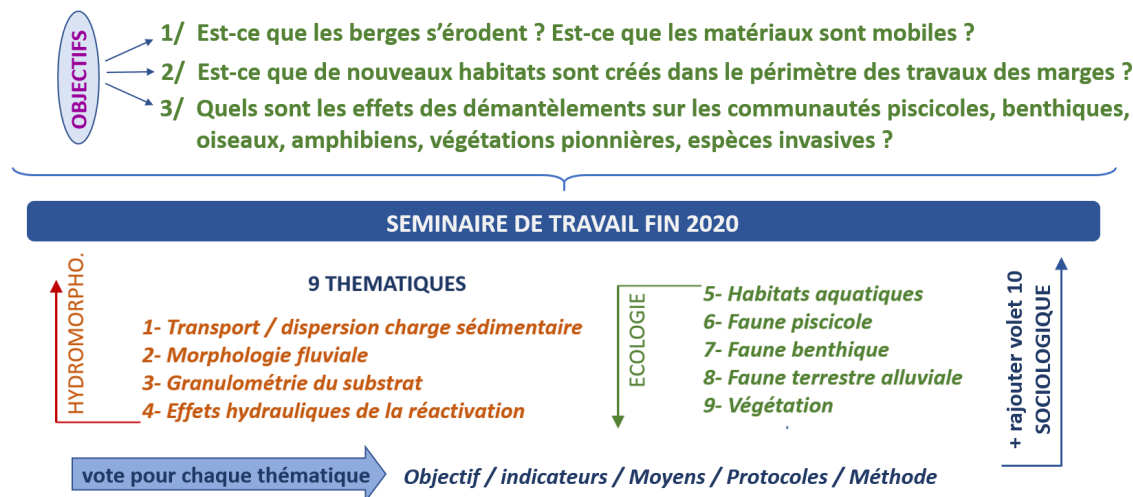 OBJECTIFS
1/ Est-ce que les berges s’érodent ? Est-ce que les matériaux sont mobiles ?
2/ Est-ce que de nouveaux habitats sont créés dans le périmètre des travaux des marges ?
3/ Quels sont les effets des démantèlements sur les communautés piscicoles, benthiques,
oiseaux, amphibiens, végétations pionnières, espèces invasives ?
SEMINAIRE DE TRAVAIL FIN 2020
HYDROMORPHO.
9 THEMATIQUES
1- Transport / dispersion charge sédimentaire
2- Morphologie fluviale
3- Granulométrie du substrat
4- Effets hydrauliques de la réactivation
ECOLOGIE
5- Habitats aquatiques
6- Faune piscicole
7- Faune benthique
8- Faune terrestre alluviale
9- Végétation
+ rajouter volet 10
SOCIOLOGIQUE
vote pour chaque thématique
Objectif / indicateurs / Moyens / Protocoles / Méthode